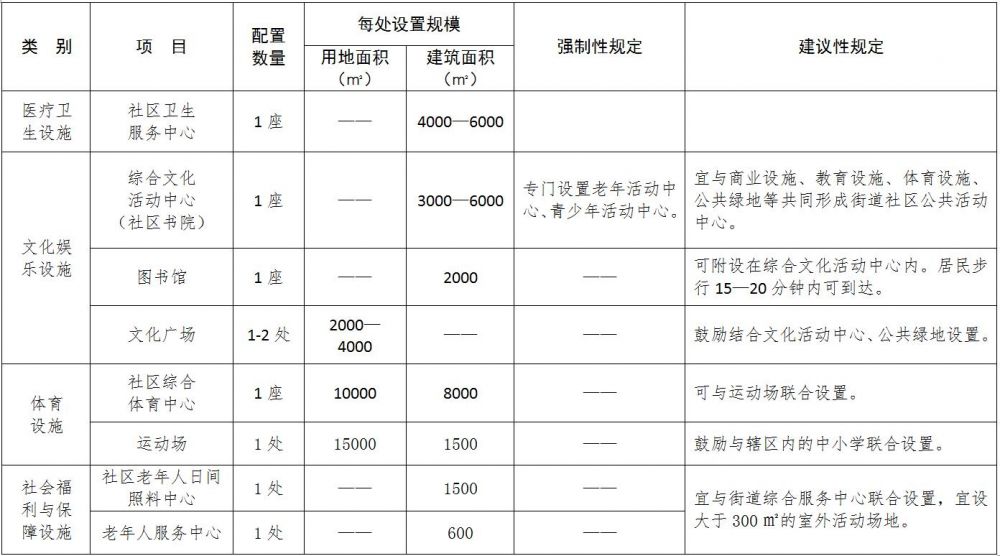 类 别
项 目
配置
数量
每处设置规模
用地面积
（㎡）
建筑面积
（㎡）
强制性规定
建议性规定
医疗卫
生设施
社区卫生
服务中心
1 座
——
4000—6000
文化娱
乐设施
综合文化
活动中心
（社区书院）
1 座
——
3000—6000
专门设置老年活动中
心、青少年活动中心。
宜与商业设施、教育设施、体育设施、
公共绿地等共同形成街道社区公共活动
中心。
图书馆
1 座
——
2000
——
可附设在综合文化活动中心内。居民步
行 15—20 分钟内可到达。
文化广场
1-2 处
2000—
4000
——
——
鼓励结合文化活动中心、公共绿地设置。
体育
设施
社区综合
体育中心
1 座
10000
8000
——
可与运动场联合设置。
运动场
1 处
15000
1500
——
鼓励与辖区内的中小学联合设置。
社会福
利与保
障设施
社区老年人日间
照料中心
1 处
——
1500
——
宜与街道综合服务中心联合设置，宜设
大于 300 ㎡的室外活动场地。
老年人服务中心
1 处
——
600
——